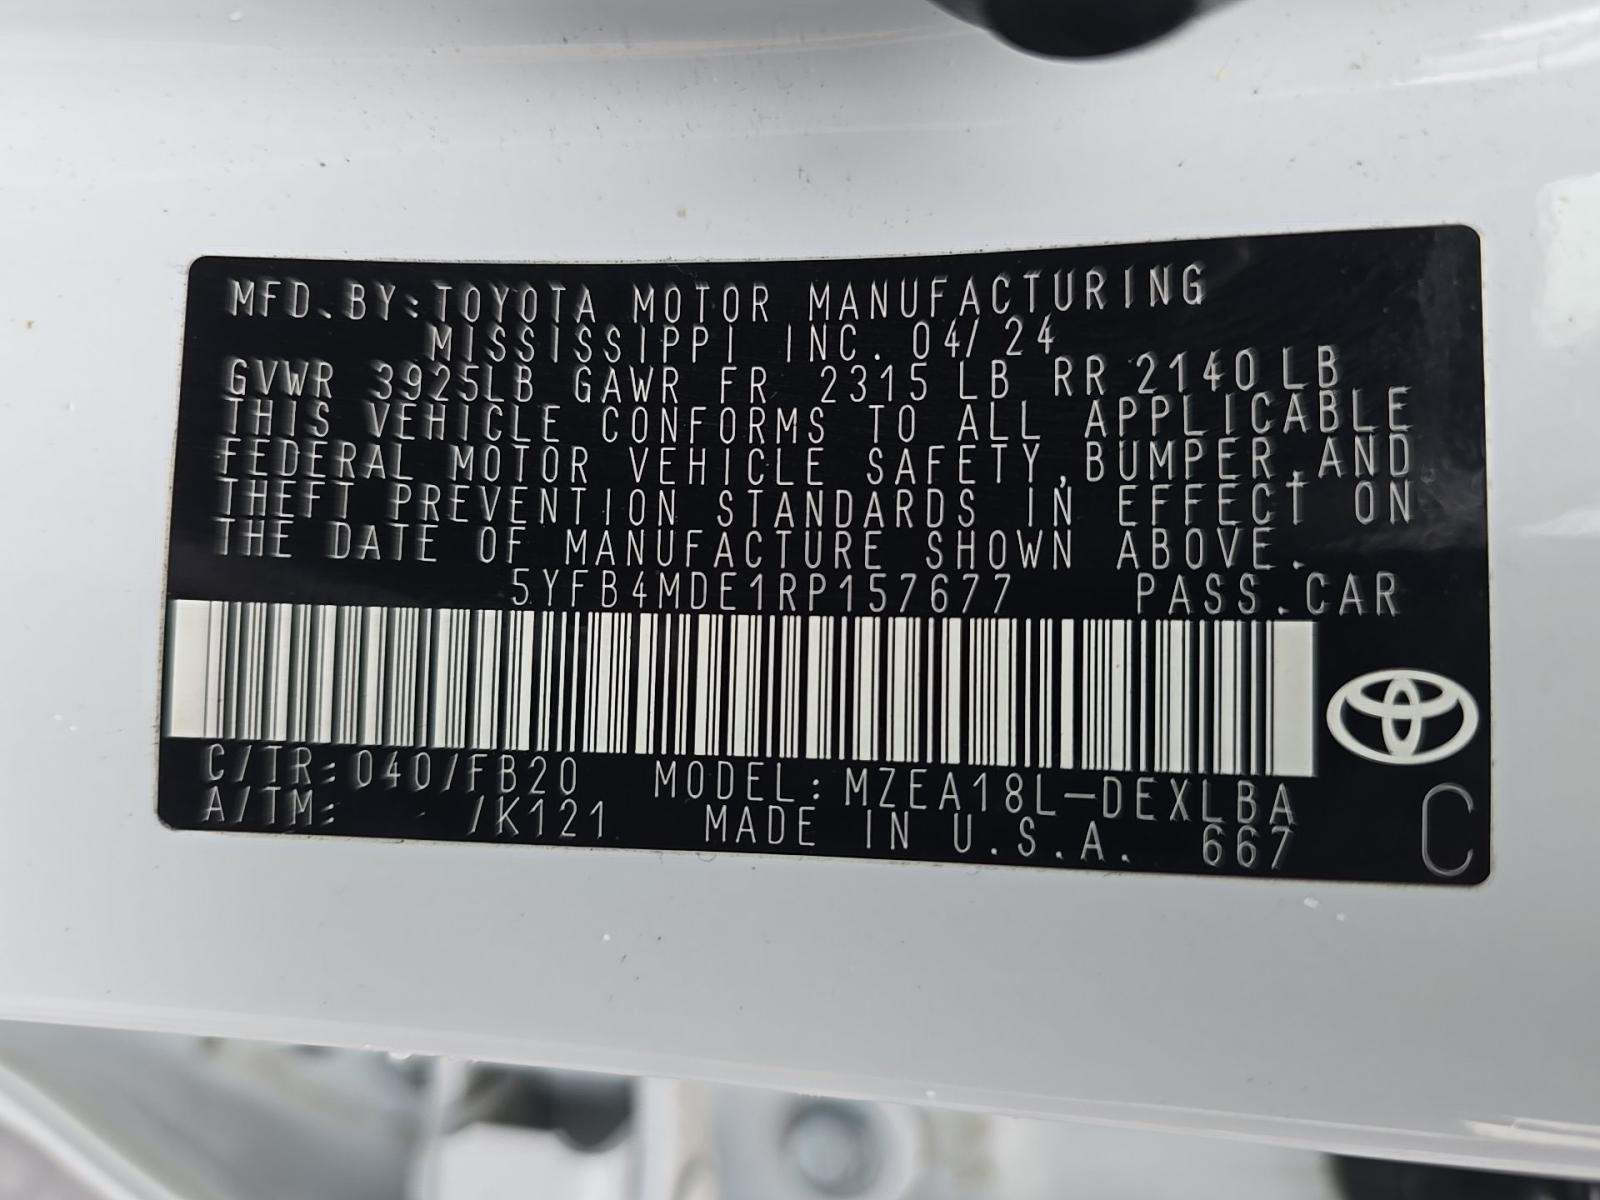 MFD. BY: TOYOTA MOTOR MANUFACTURING
MISSISSIPPI INC. 04/24
GVWR 3925LB GAWR FR 2315 LB RR 2140 LB
THIS VEHICLE CONFORMS TO ALL APPLICABLE
FEDERAL MOTOR VEHICLE SAFETY, BUMPER, AND
THEFT PREVENTION STANDARDS IN EFFECT ON
THE DATE OF MANUFACTURE SHOWN ABOVE.
5YFB4MDE1RP157677 PASS. CAR
C/TR: 040/FB20 MODEL: MZEA18L-DEXLBA
A/TM: /K121 MADE IN U.S.A. 667 C